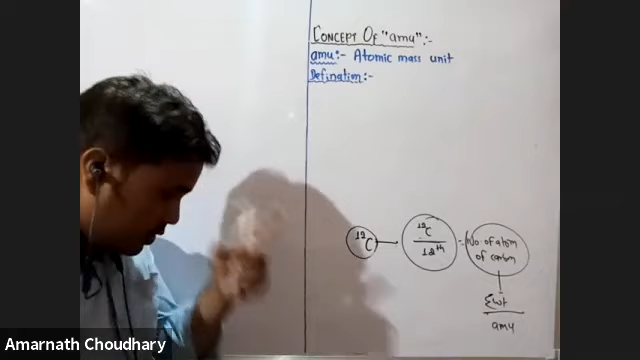 CONCEPT OF "amu":-
amu:- Atomic mass unit
Defination:-
¹²C
¹²C
12th
No of atom
of carbon
Σwt
amu
Amarnath Choudhary